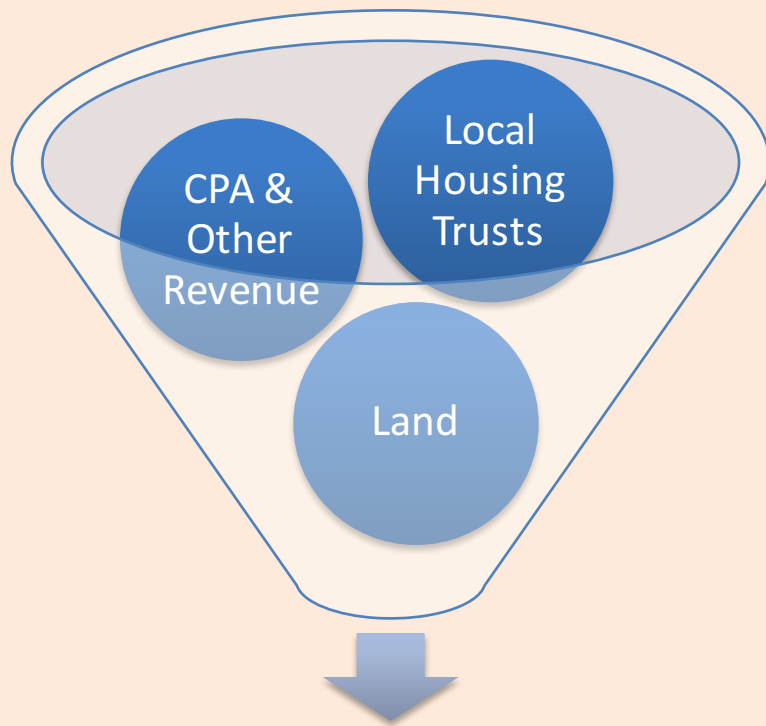 CPA &
Other
Revenue
Local
Housing
Trusts
Land